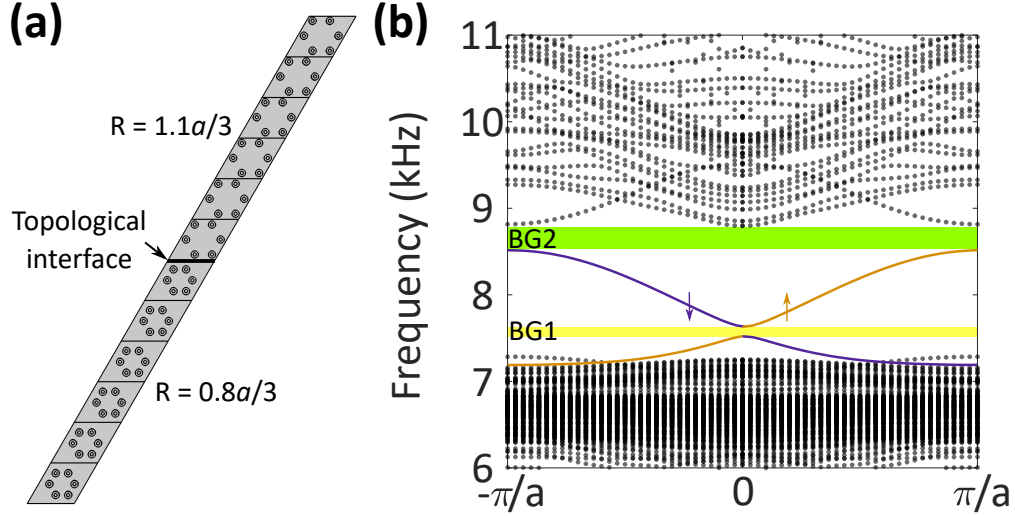 (a)
R = 1.1a/3
Topological
interface
R = 0.8a/3
(b)
Frequency (kHz)
11
10
9
8
7
6
BG2
BG1
-π/a
0
π/a